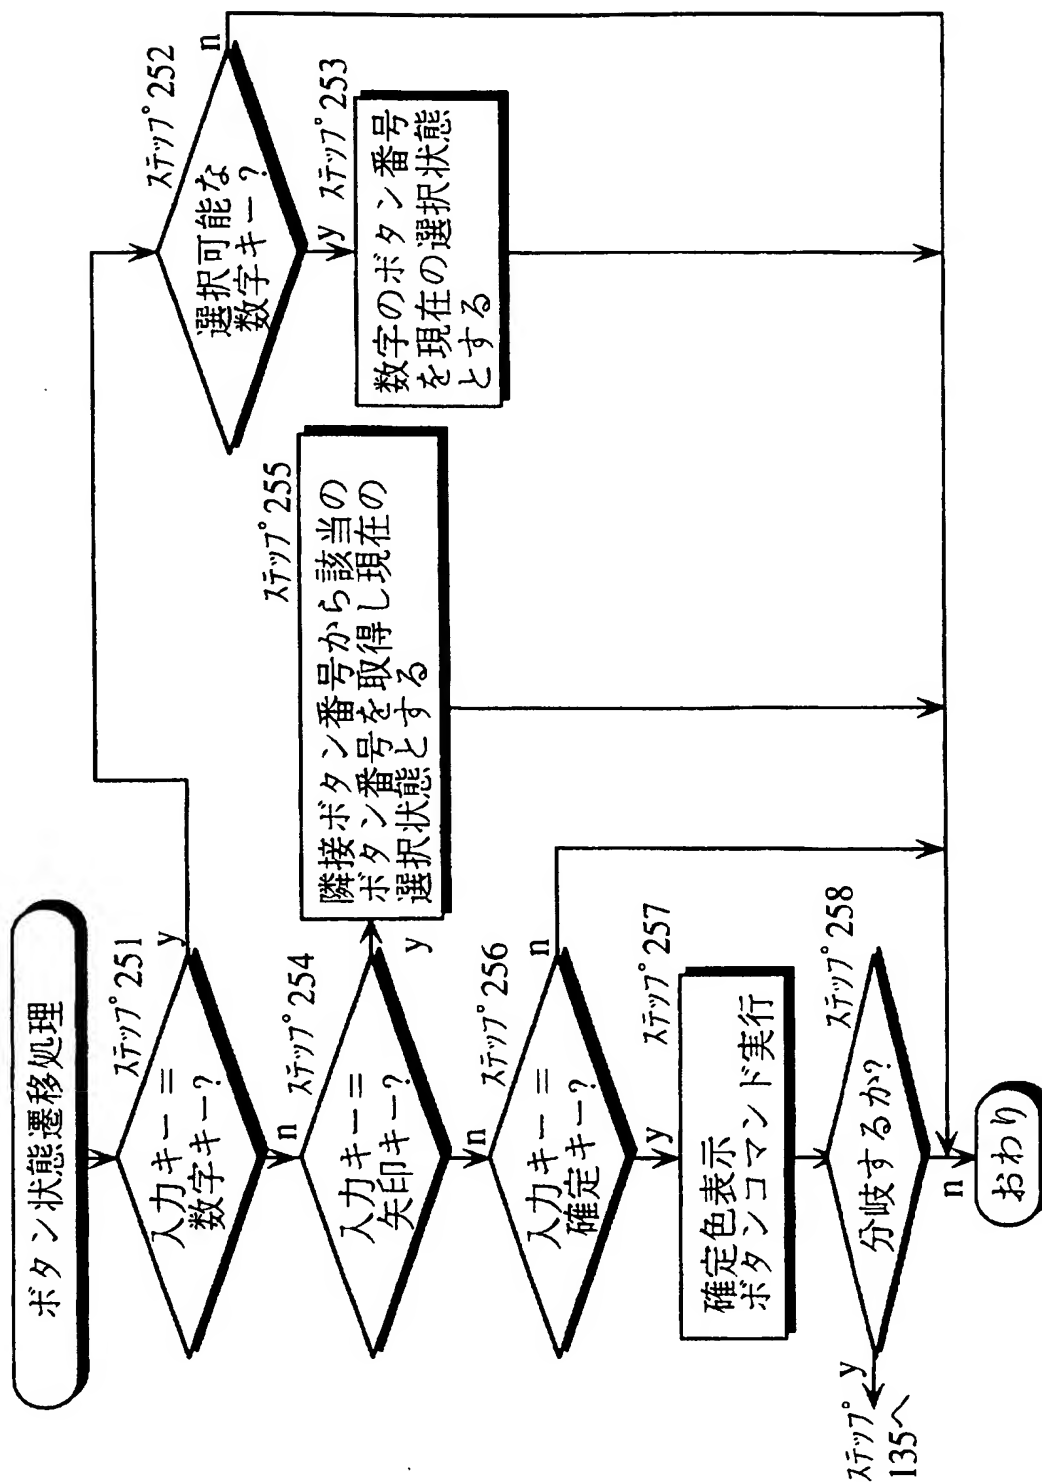 ボタン状態遷移処理
ステップ251
入力キー＝
数字キー？
y
n
ステップ252
選択可能な
数字キー？
n
y
ステップ253
数字のボタン番号
を現在の選択状態
とする
ステップ254
入力キー＝
矢印キー？
y
n
ステップ255
隣接ボタン番号から該当の
ボタン番号を取得し現在の
選択状態とする
ステップ256
入力キー＝
確定キー？
n
y
ステップ257
確定色表示
ボタンコマンド実行
ステップ258
分岐するか？
y
ステップ
135へ
n
おわり